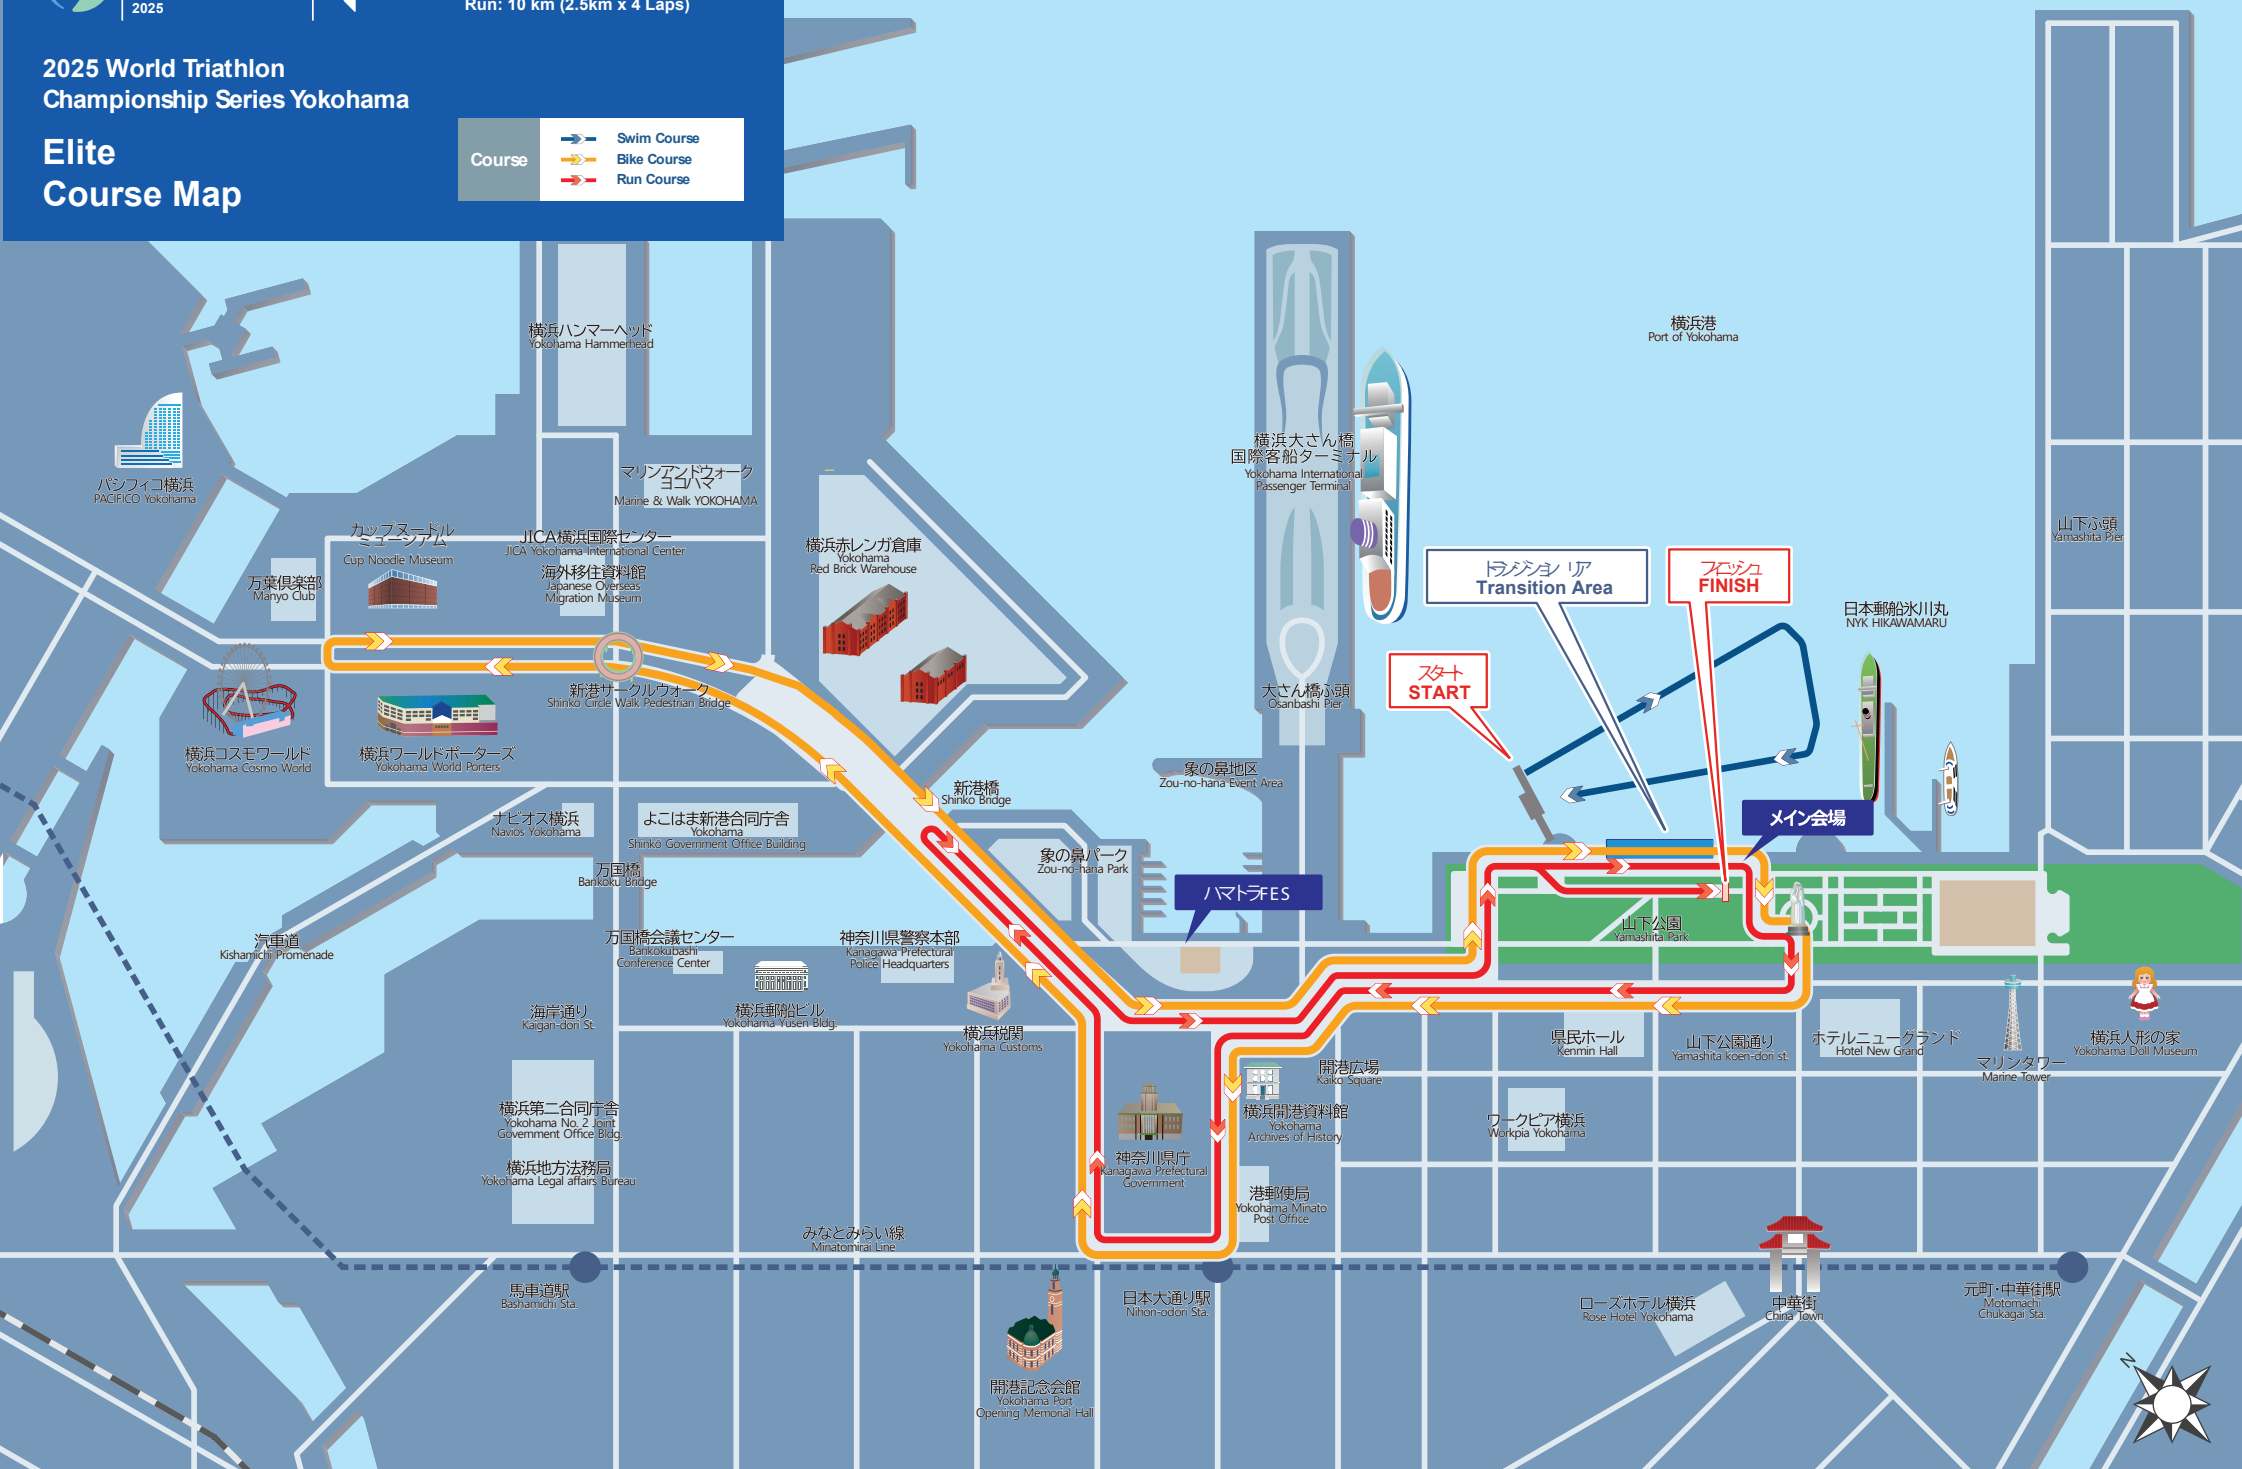 2025
Run: 10 km (2.5km x 4 Laps)
2025 World Triathlon
Championship Series Yokohama
Elite
Course Map
Course
Swim Course
Bike Course
Run Course
横浜ハンマーヘッド
Yokohama Hammerhead
横浜港
Port of Yokohama
パシフィコ横浜
PACIFICO Yokohama
マリンアンドウォーク
ヨコハマ
Marine & Walk YOKOHAMA
横浜大さん橋
国際客船ターミナル
Yokohama International
Passenger Terminal
カップヌードル
ミュージアム
Cup Noodle Museum
JICA横浜国際センター
JICA Yokohama International Center
海外移住資料館
Japanese Overseas
Migration Museum
横浜赤レンガ倉庫
Yokohama
Red Brick Warehouse
万葉倶楽部
Manyo Club
山下ふ頭
Yamashita Pier
Transition Area
フィニッシュ
FINISH
日本郵船氷川丸
NYK HIKAWAMARU
スタート
START
新港サークルウォーク
Shinko Circle Walk Pedestrian Bridge
大さん橋ふ頭
Osanbashi Pier
横浜コスモワールド
Yokohama Cosmo World
横浜ワールドポーターズ
Yokohama World Porters
新港橋
Shinko Bridge
象の鼻地区
Zou-no-hana Event Area
ナビオス横浜
Navios Yokohama
よこはま新港合同庁舎
Yokohama
Shinko Government Office Building
メイン会場
万国橋
Bankoku Bridge
象の鼻パーク
Zou-no-hana Park
ハマトラFES
汽車道
Kishamichi Promenade
万国橋会議センター
Bankokubashi
Conference Center
神奈川県警察本部
Kanagawa Prefectural
Police Headquarters
山下公園
Yamashita Park
海岸通り
Kaigan-dori St.
横浜郵船ビル
Yokohama Yusen Bldg.
横浜税関
Yokohama Customs
県民ホール
Kenmin Hall
山下公園通り
Yamashita koen-dori st.
ホテルニューグランド
Hotel New Grand
マリンタワー
Marine Tower
横浜人形の家
Yokohama Doll Museum
開港広場
Kaiko Square
横浜第二合同庁舎
Yokohama No. 2 Joint
Government Office Bldg.
横浜開港資料館
Yokohama
Archives of History
ワークピア横浜
Workpia Yokohama
横浜地方法務局
Yokohama Legal affairs Bureau
神奈川県庁
Kanagawa Prefectural
Government
港郵便局
Yokohama Minato
Post Office
みなとみらい線
Minatomirai Line
馬車道駅
Bashamichi Sta.
日本大通り駅
Nihon-odori Sta.
ローズホテル横浜
Rose Hotel Yokohama
中華街
China Town
元町・中華街駅
Motomachi
Chukagai Sta.
開港記念会館
Yokohama Port
Opening Memorial Hall
N